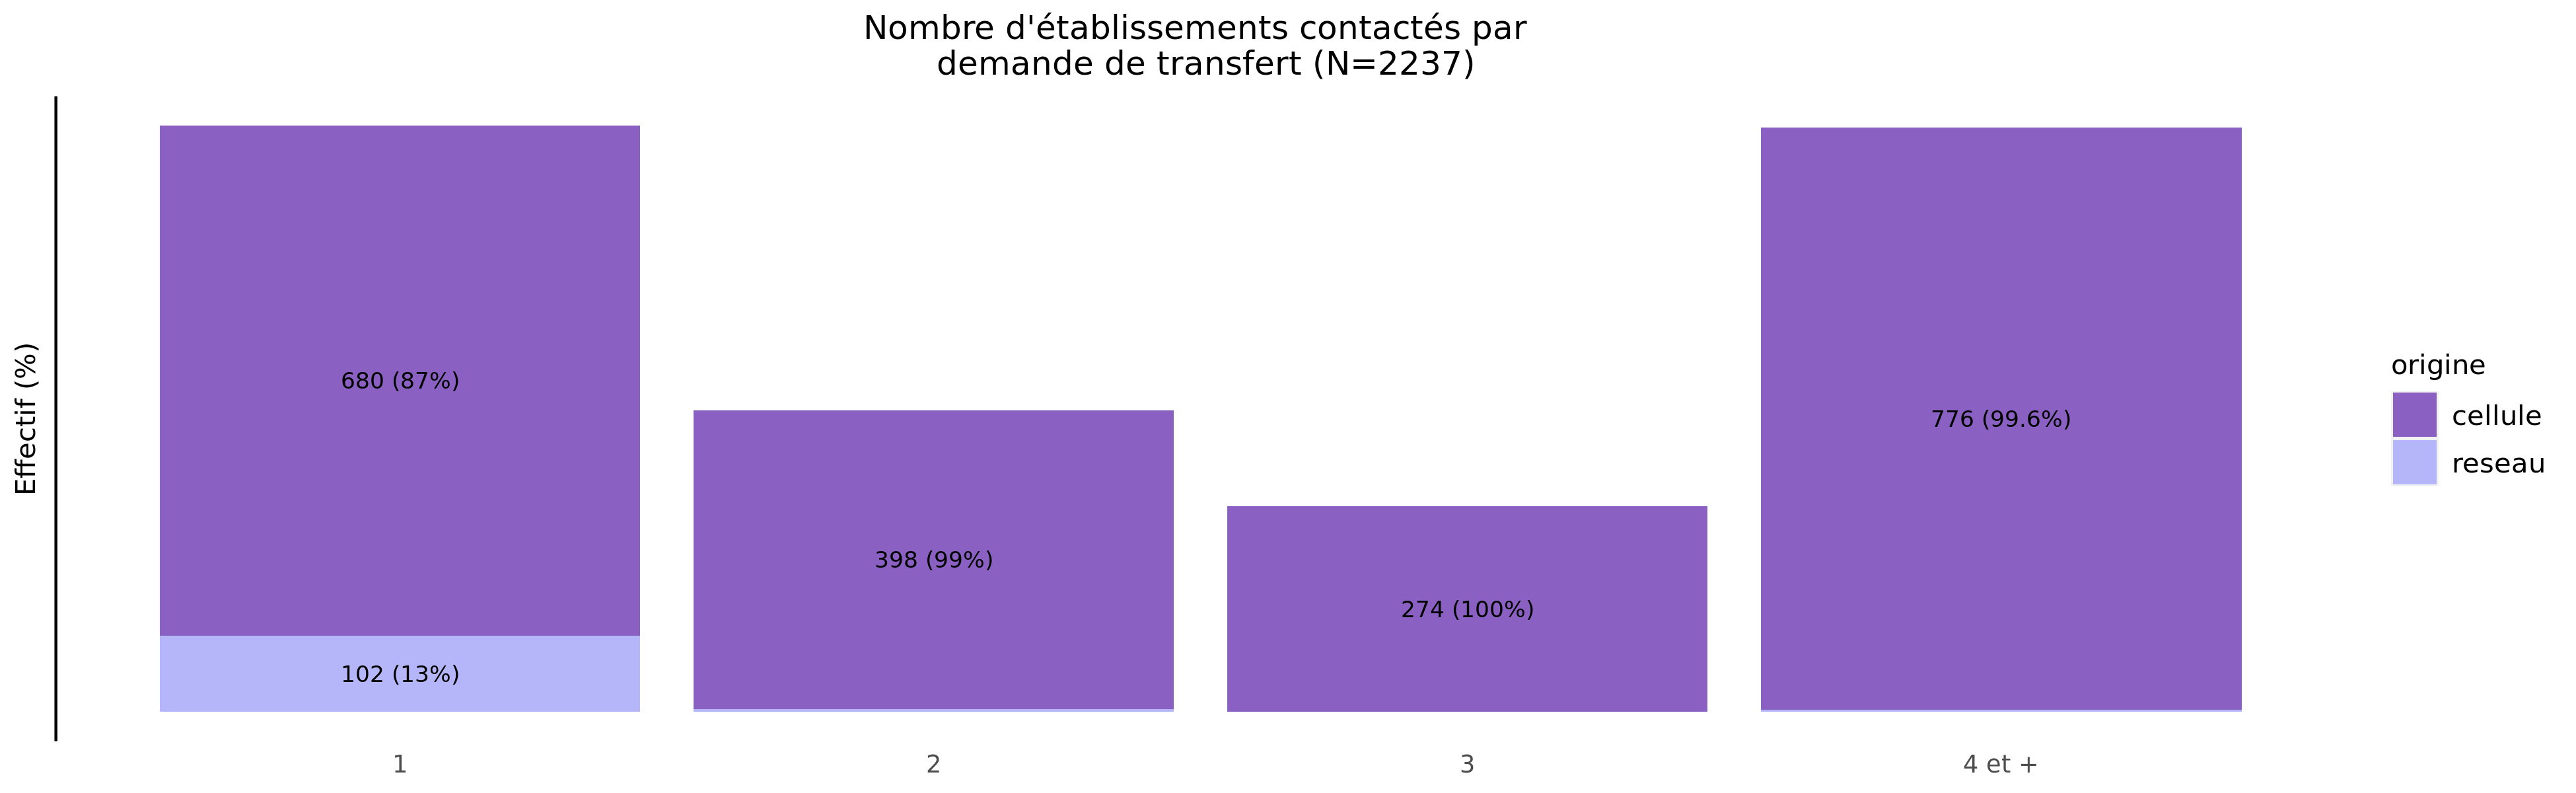 Nombre d'établissements contactés par
demande de transfert (N=2237)
Effectif (%)
680 (87%)
102 (13%)
398 (99%)
274 (100%)
776 (99.6%)
1
2
3
4 et +
origine
cellule
reseau